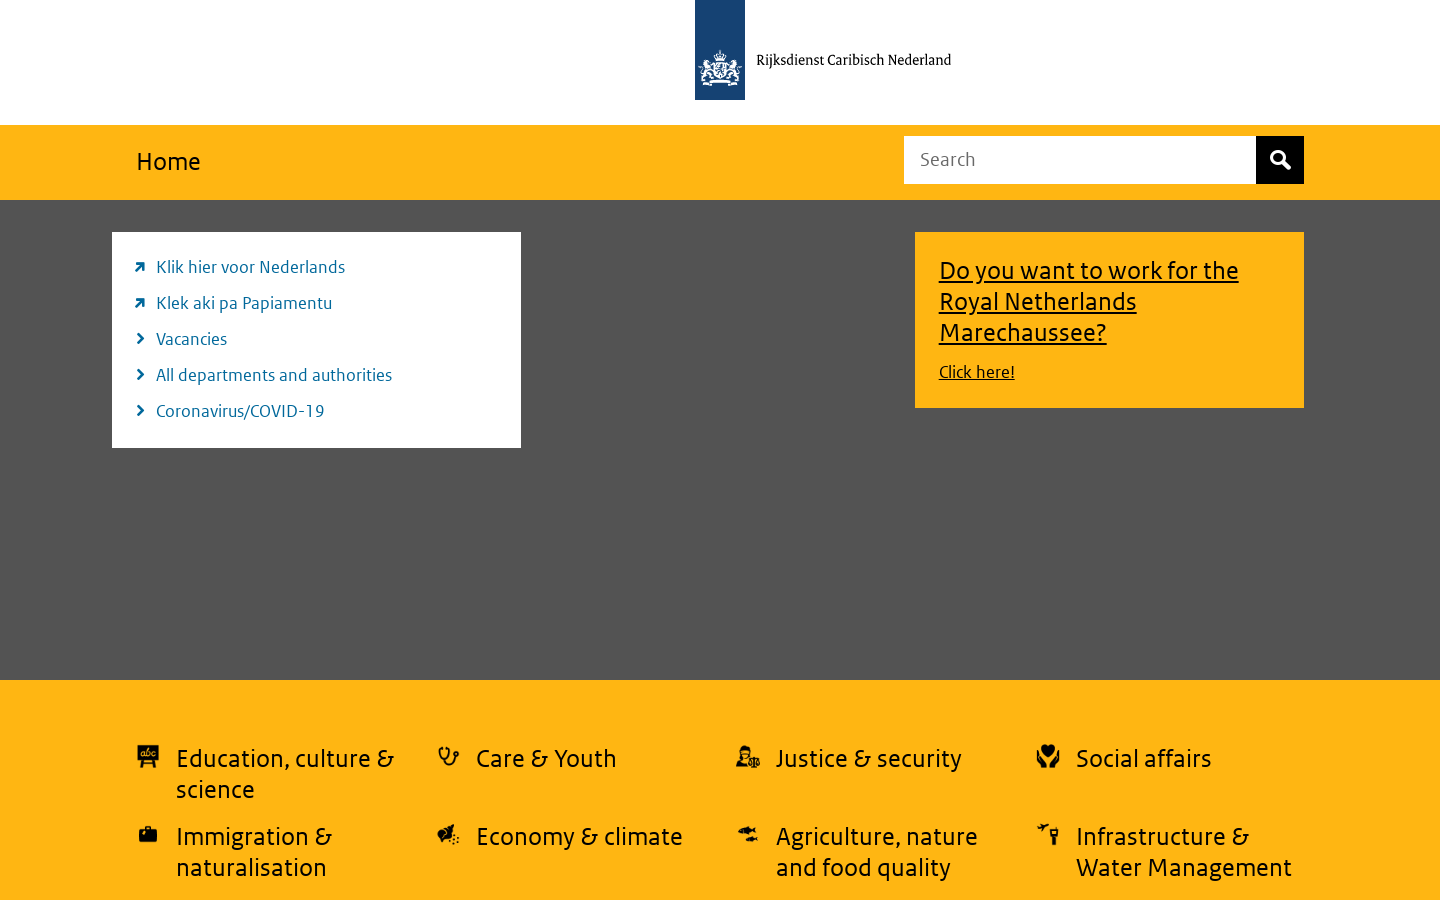 Rijksdienst Caribisch Nederland
Home
Search
Klik hier voor Nederlands
Klek aki pa Papiamentu
Vacancies
All departments and authorities
Coronavirus/COVID-19
Do you want to work for the
Royal Netherlands
Marechaussee?
Click here!
abc
Education, culture &
science
Care & Youth
Justice & security
Social affairs
Immigration &
naturalisation
Economy & climate
Agriculture, nature
and food quality
Infrastructure &
Water Management